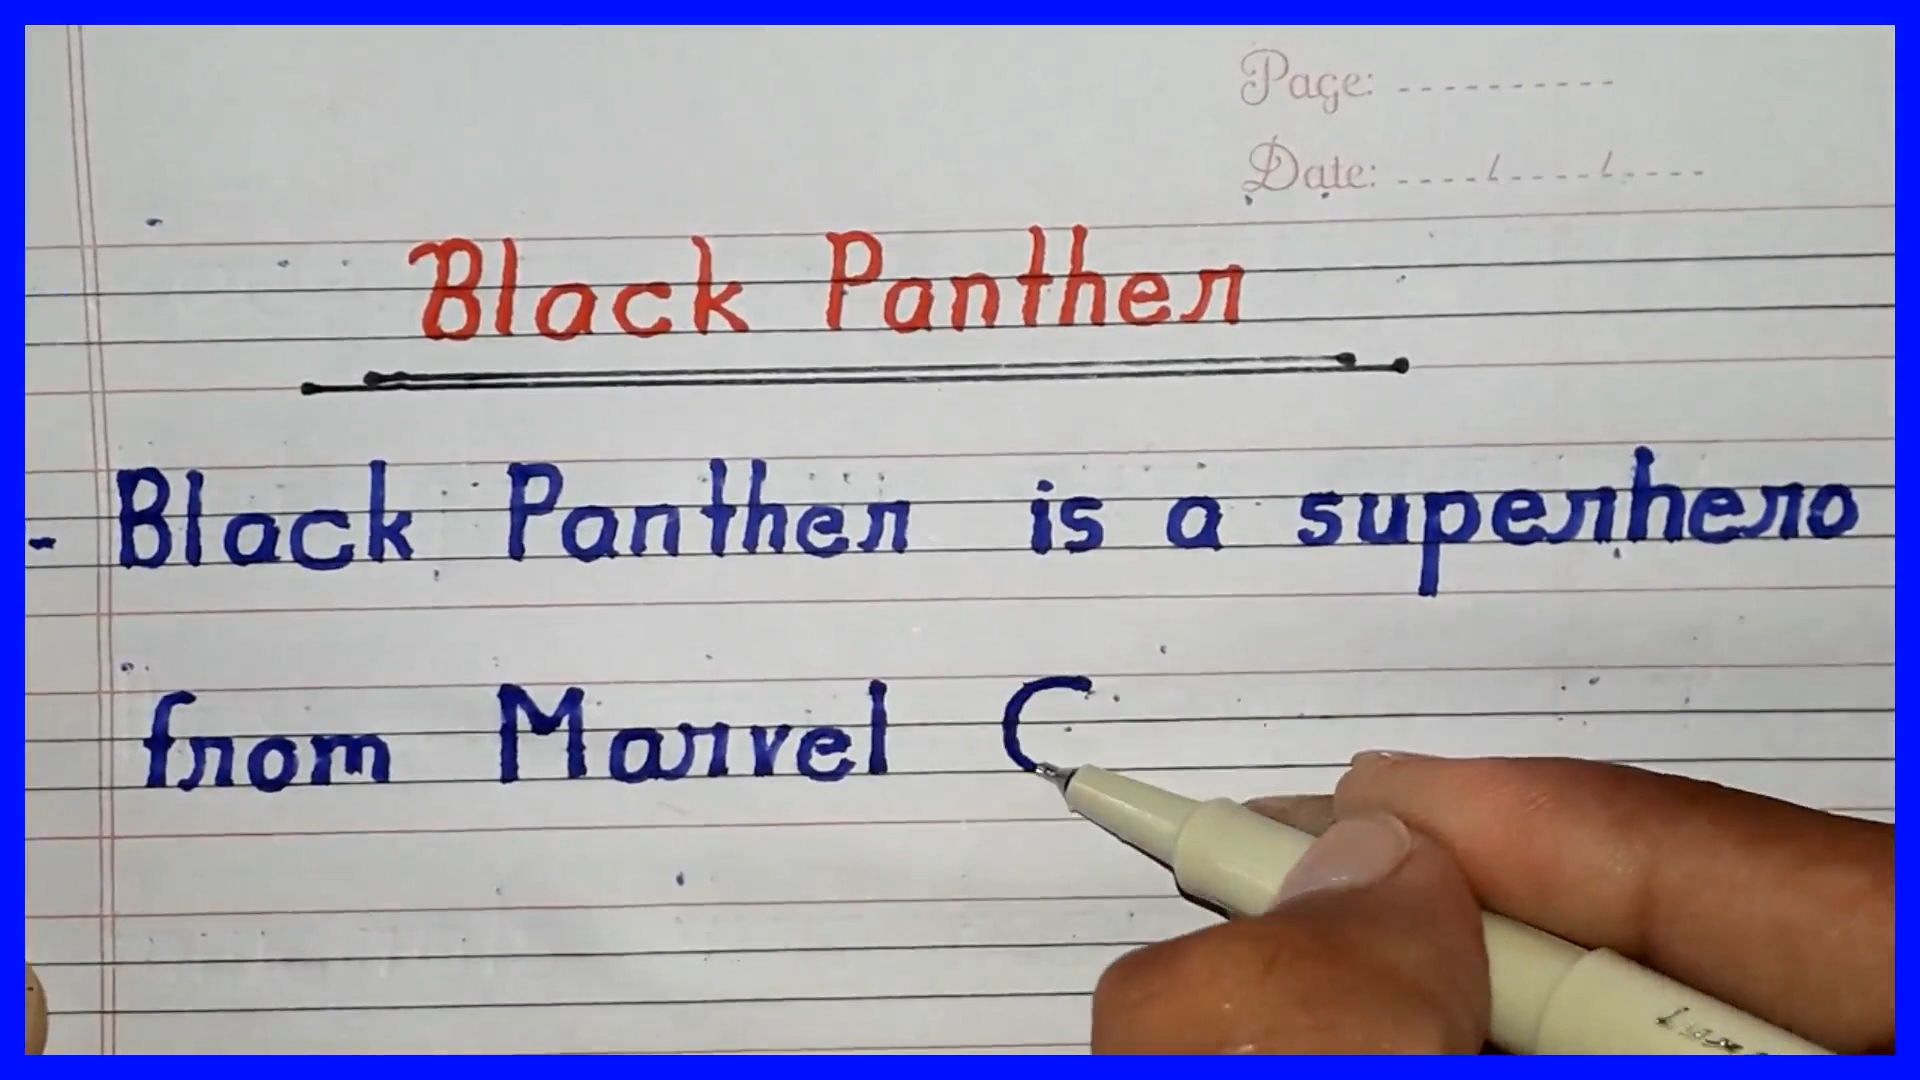 Page: ..........
Date: ..../..../....
Black Panther
- Black Panther is a superhero
from Marvel C